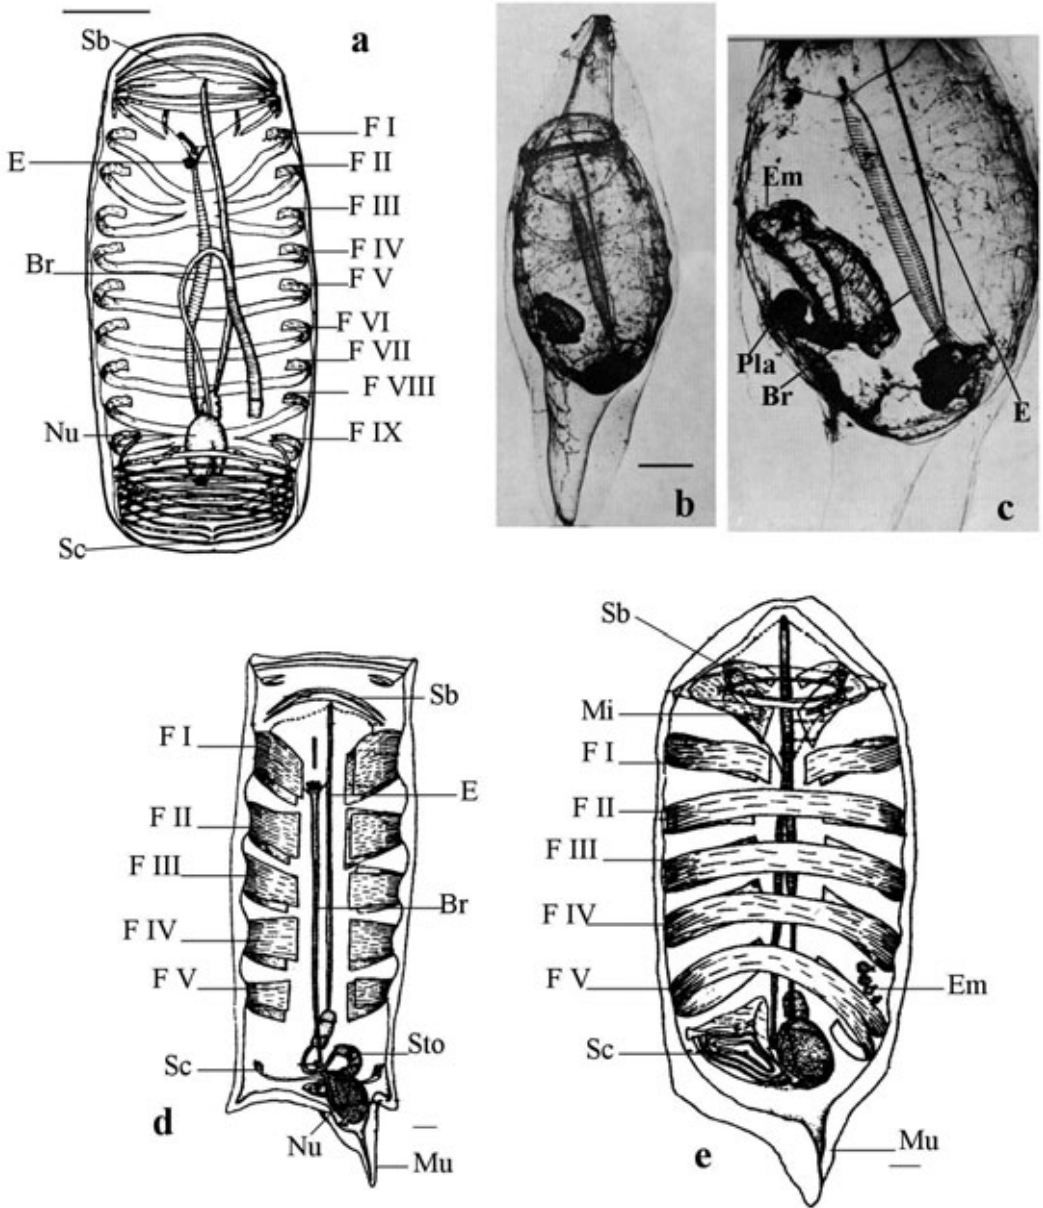 a
Sb
F I
E
F II
F III
F IV
Br
F V
F VI
F VII
F VIII
Nu
F IX
Sc
b
Em
Pla
Br
E
c
Sb
F I
E
F II
F III
Br
F IV
F V
Sto
Sc
d
Nu
Mu
Sb
Mi
F I
F II
F III
F IV
F V
Em
Sc
Mu
e